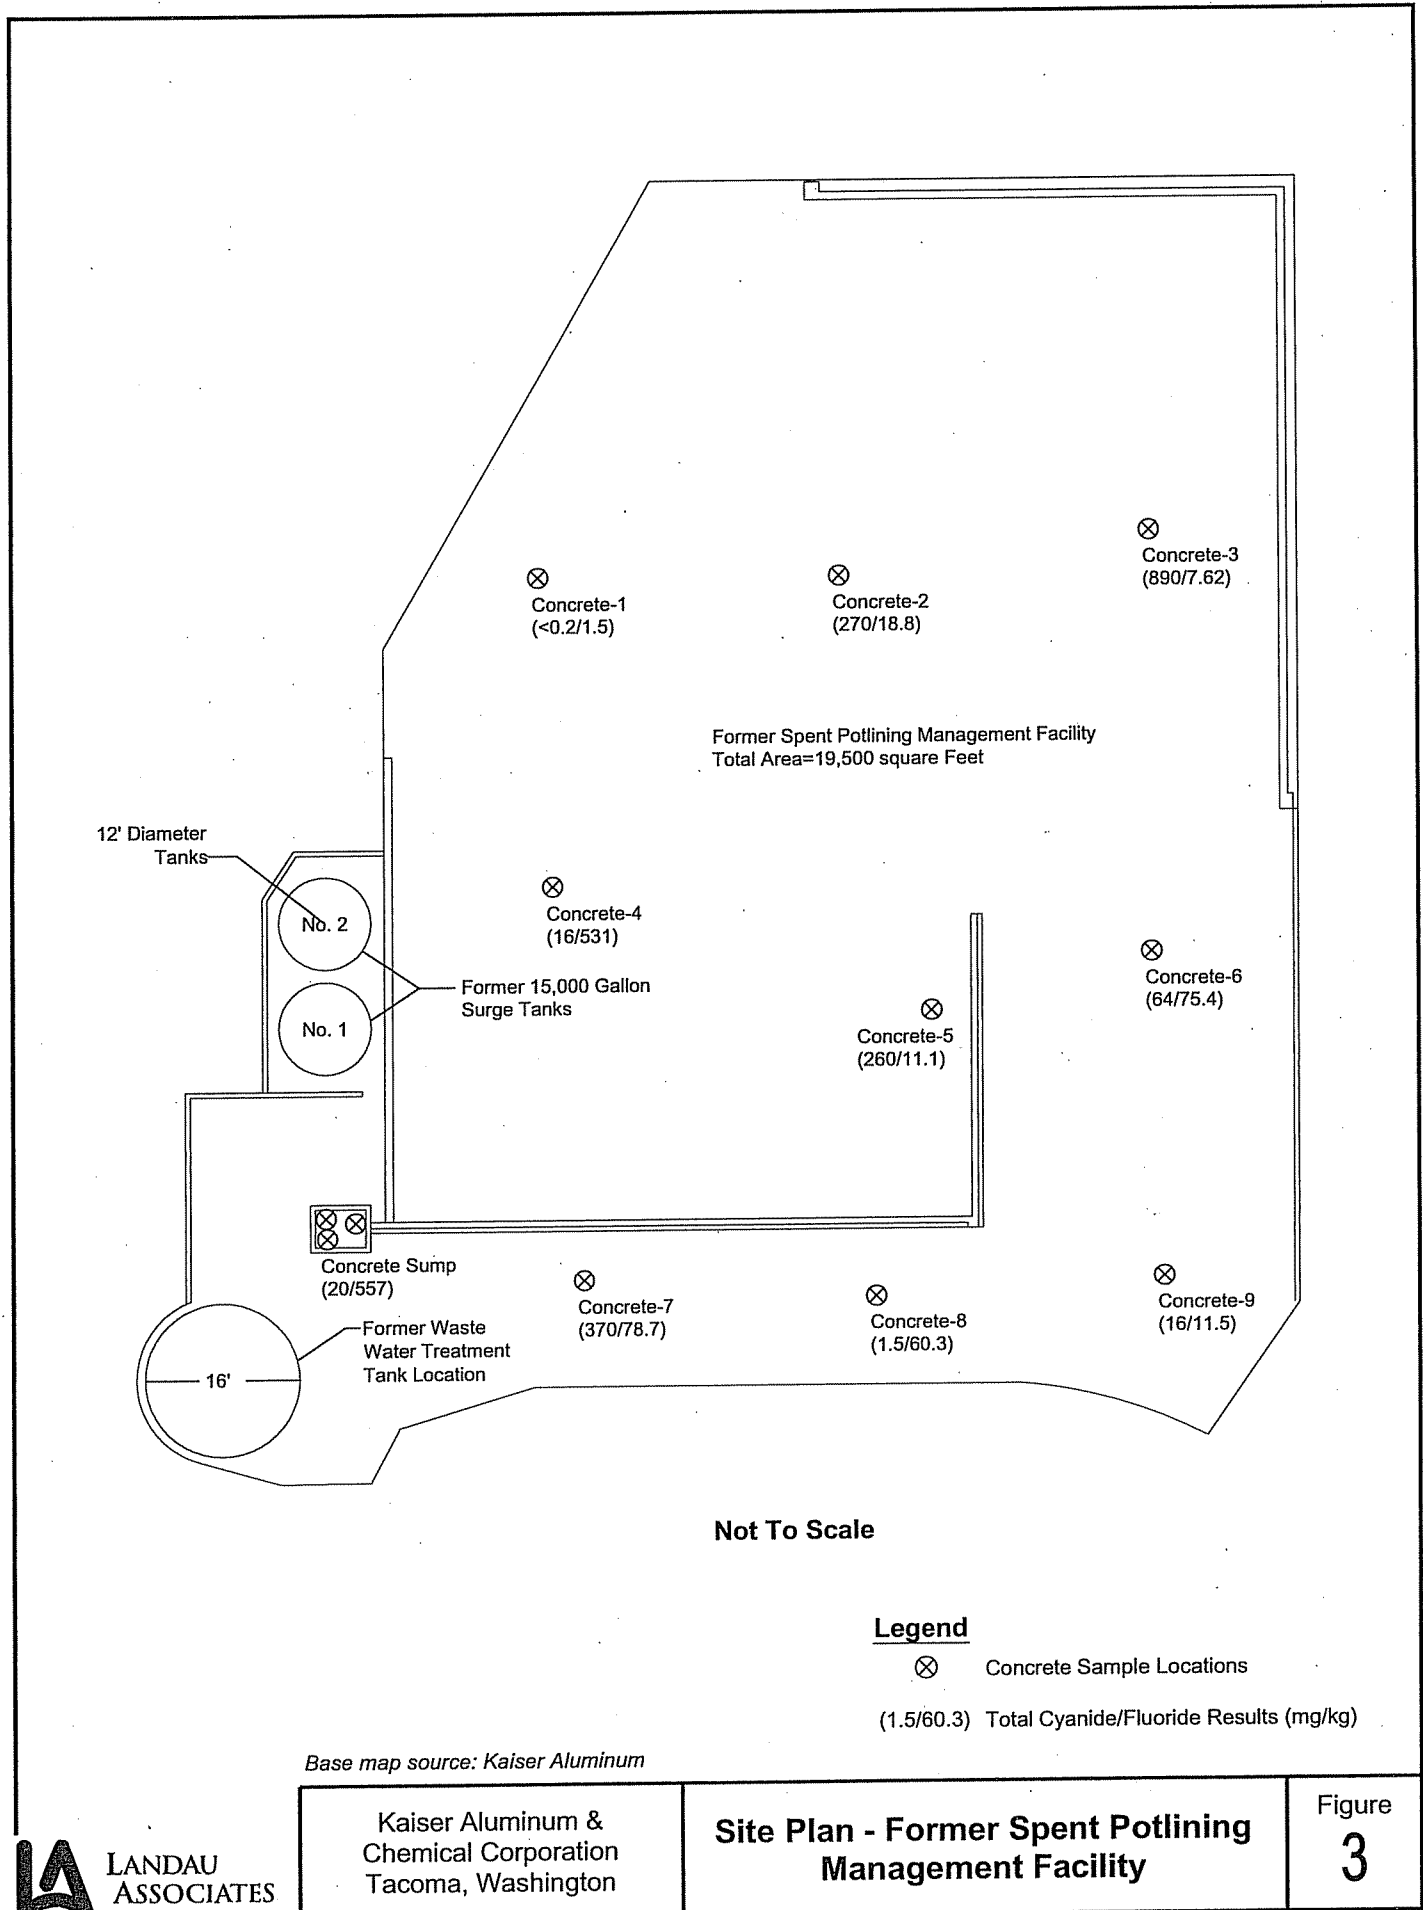 Concrete-3
(890/7.62)
Concrete-1
(<0.2/1.5)
Concrete-2
(270/18.8)
Former Spent Potlining Management Facility
Total Area=19,500 square Feet
12' Diameter
Tanks
No. 2
Concrete-4
(16/531)
Former 15,000 Gallon
Surge Tanks
No. 1
Concrete-6
(64/75.4)
Concrete-5
(260/11.1)
Concrete Sump
(20/557)
Concrete-7
(370/78.7)
Concrete-8
(1.5/60.3)
Concrete-9
(16/11.5)
Former Waste
Water Treatment
Tank Location
16'
Not To Scale
Legend
Concrete Sample Locations
(1.5/60.3) Total Cyanide/Fluoride Results (mg/kg)
Base map source: Kaiser Aluminum
LANDAU
ASSOCIATES
Kaiser Aluminum &
Chemical Corporation
Tacoma, Washington
Site Plan - Former Spent Potlining
Management Facility
Figure
3